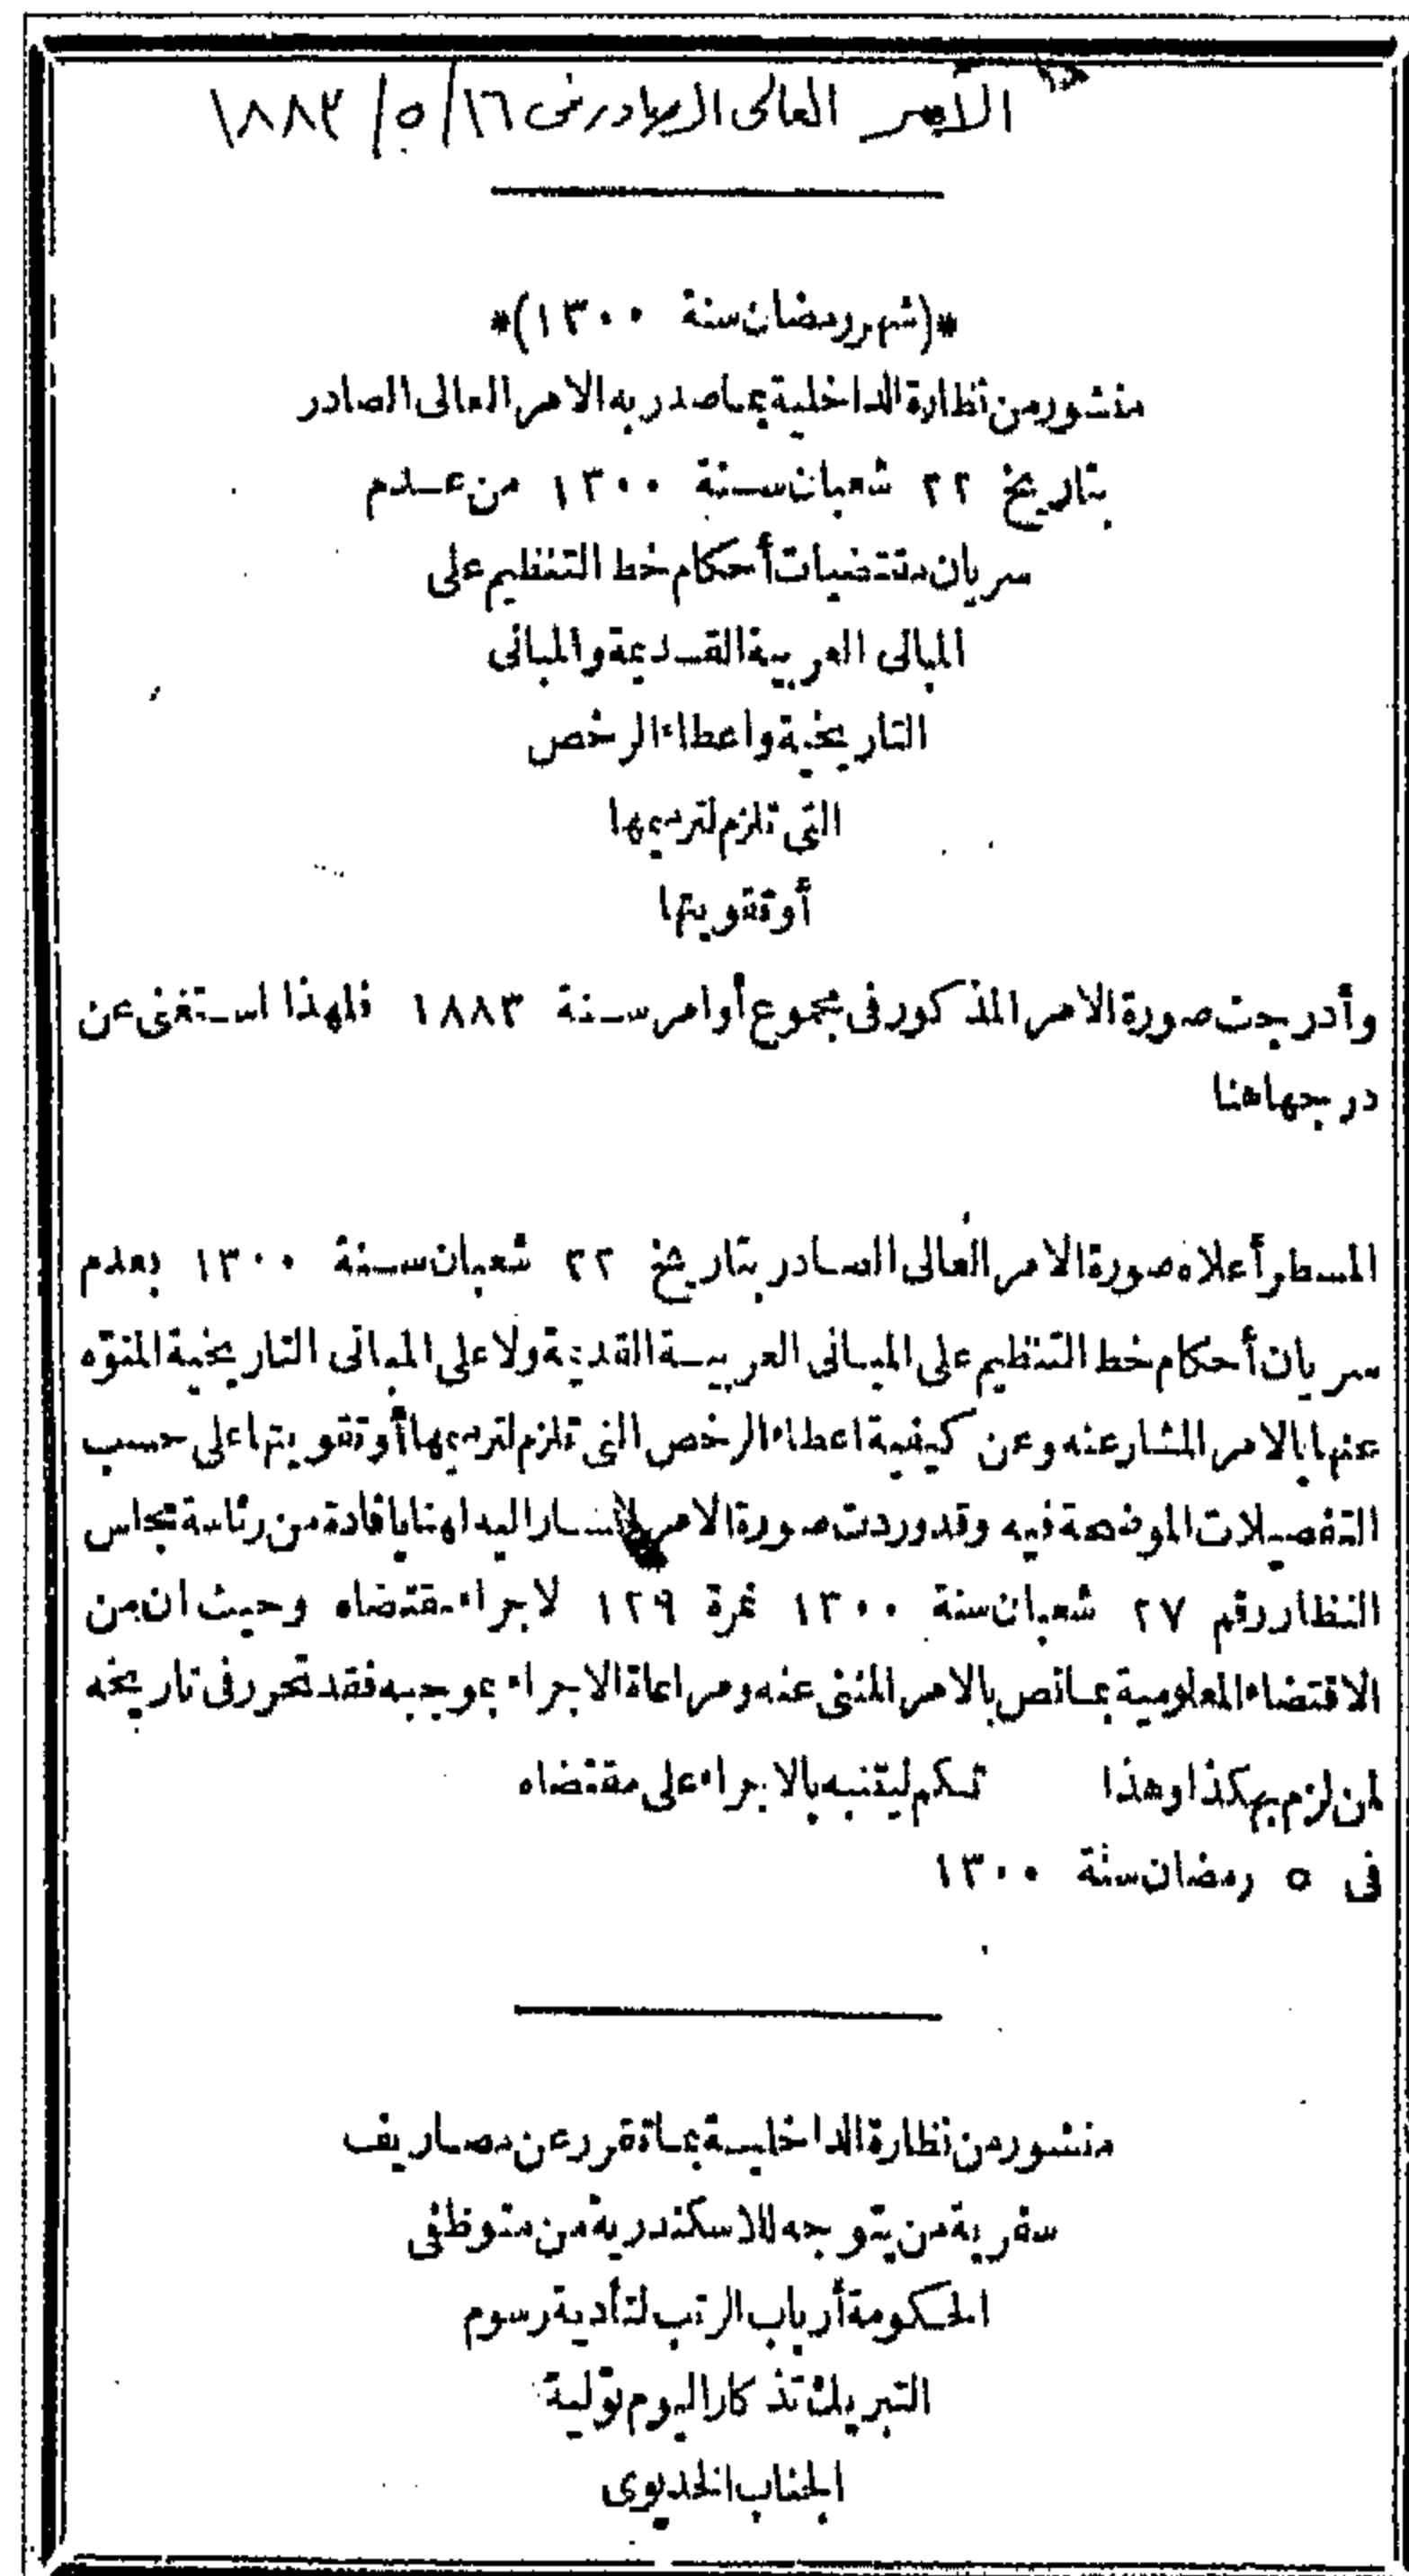 الأمر العالى الصادر فى ١٦/ ٥/ ١٨٨٣
*(شهر رمضان سنة ١٣٠٠)*
منشور من نظارة الداخلية بما صدر به الامر العالى الصادر
بتاريخ ٢٢ شعبان سنة ١٣٠٠ من عدم
سريان مقتضيات أحكام خط التنظيم على
المبانى العربية القديمة والمبانى
التاريخية واعطاء الرخص
التى تلزم لترميمها
أو تقويتها
وأدرجت صورة الامر المذكور فى مجموع أوامر سنة ١٨٨٣ فلهذا استغنى عن
درجها هنا
المسطر أعلاه صورة الامر العالى الصادر بتاريخ ٢٢ شعبان سنة ١٣٠٠ بعدم
سريان أحكام خط التنظيم على المبانى العربية القديمة ولا على المبانى التاريخية المنوّه
عنها بالامر المشار عنه وعن كيفية اعطاء الرخص التى تلزم لترميمها أو تقويتها على حسب
التفصيلات الموضحة فيه وقد وردت صورة الامر المشار اليه لهنا بافادة من رئاسة مجلس
النظار رقم ٢٧ شعبان سنة ١٣٠٠ نمرة ١٢٩ لاجراء مقتضاه وحيث ان من
الاقتضاء المعلومية بما نص بالامر المنبى عنه ومراعاة الاجراء بموجبه فقد تحرر فى تاريخه
لمن لزم بهكذا وهذا لكم ليتنبه بالاجراء على مقتضاه
فى ٥ رمضان سنة ١٣٠٠
منشور من نظارة الداخلية بما تقرر عن مصاريف
سفرية من يتوجه للاسكندرية من متوظفى
الحكومة أرباب الرتب لتأدية رسوم
التبريك تذكارا ليوم تولية
الجناب الخديوى